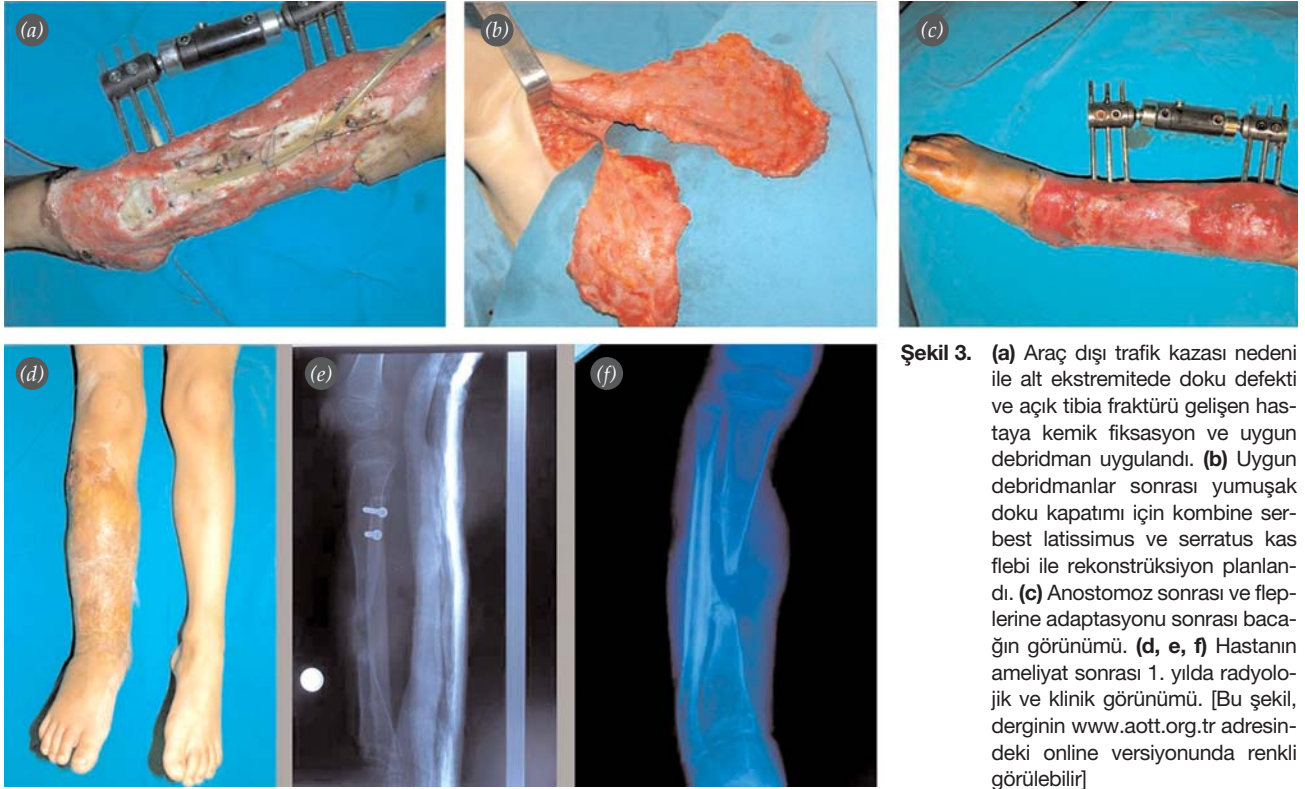 (a)
(b)
(c)
(d)
(e)
(f)
Şekil 3. (a) Araç dışı trafik kazası nedeni
ile alt ekstremitede doku defekti
ve açık tibia fraktürü gelişen has-
taya kemik fiksasyon ve uygun
debridman uygulandı. (b) Uygun
debridmanlar sonrası yumuşak
doku kapatımı için kombine ser-
best latissimus ve serratus kas
flebi ile rekonstrüksiyon planlan-
dı. (c) Anostomoz sonrası ve flep-
lerine adaptasyonu sonrası baca-
ğın görünümü. (d, e, f) Hastanın
ameliyat sonrası 1. yılda radyolo-
jik ve klinik görünümü. [Bu şekil,
derginin www.aott.org.tr adresin-
deki online versiyonunda renkli
görülebilir]